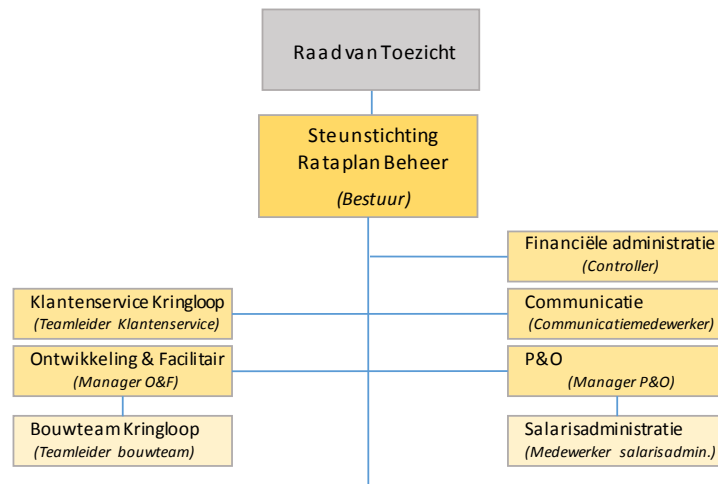 Raad van Toezicht
Steunstichting
Rataplan Beheer
(Bestuur)
Financiële administratie
(Controller)
Klantenservice Kringloop
(Teamleider Klantenservice)
Communicatie
(Communicatiemedewerker)
Ontwikkeling & Facilitair
(Manager O&F)
P&O
(Manager P&O)
Bouwteam Kringloop
(Teamleider bouwteam)
Salarisadministratie
(Medewerker salarisadmin.)